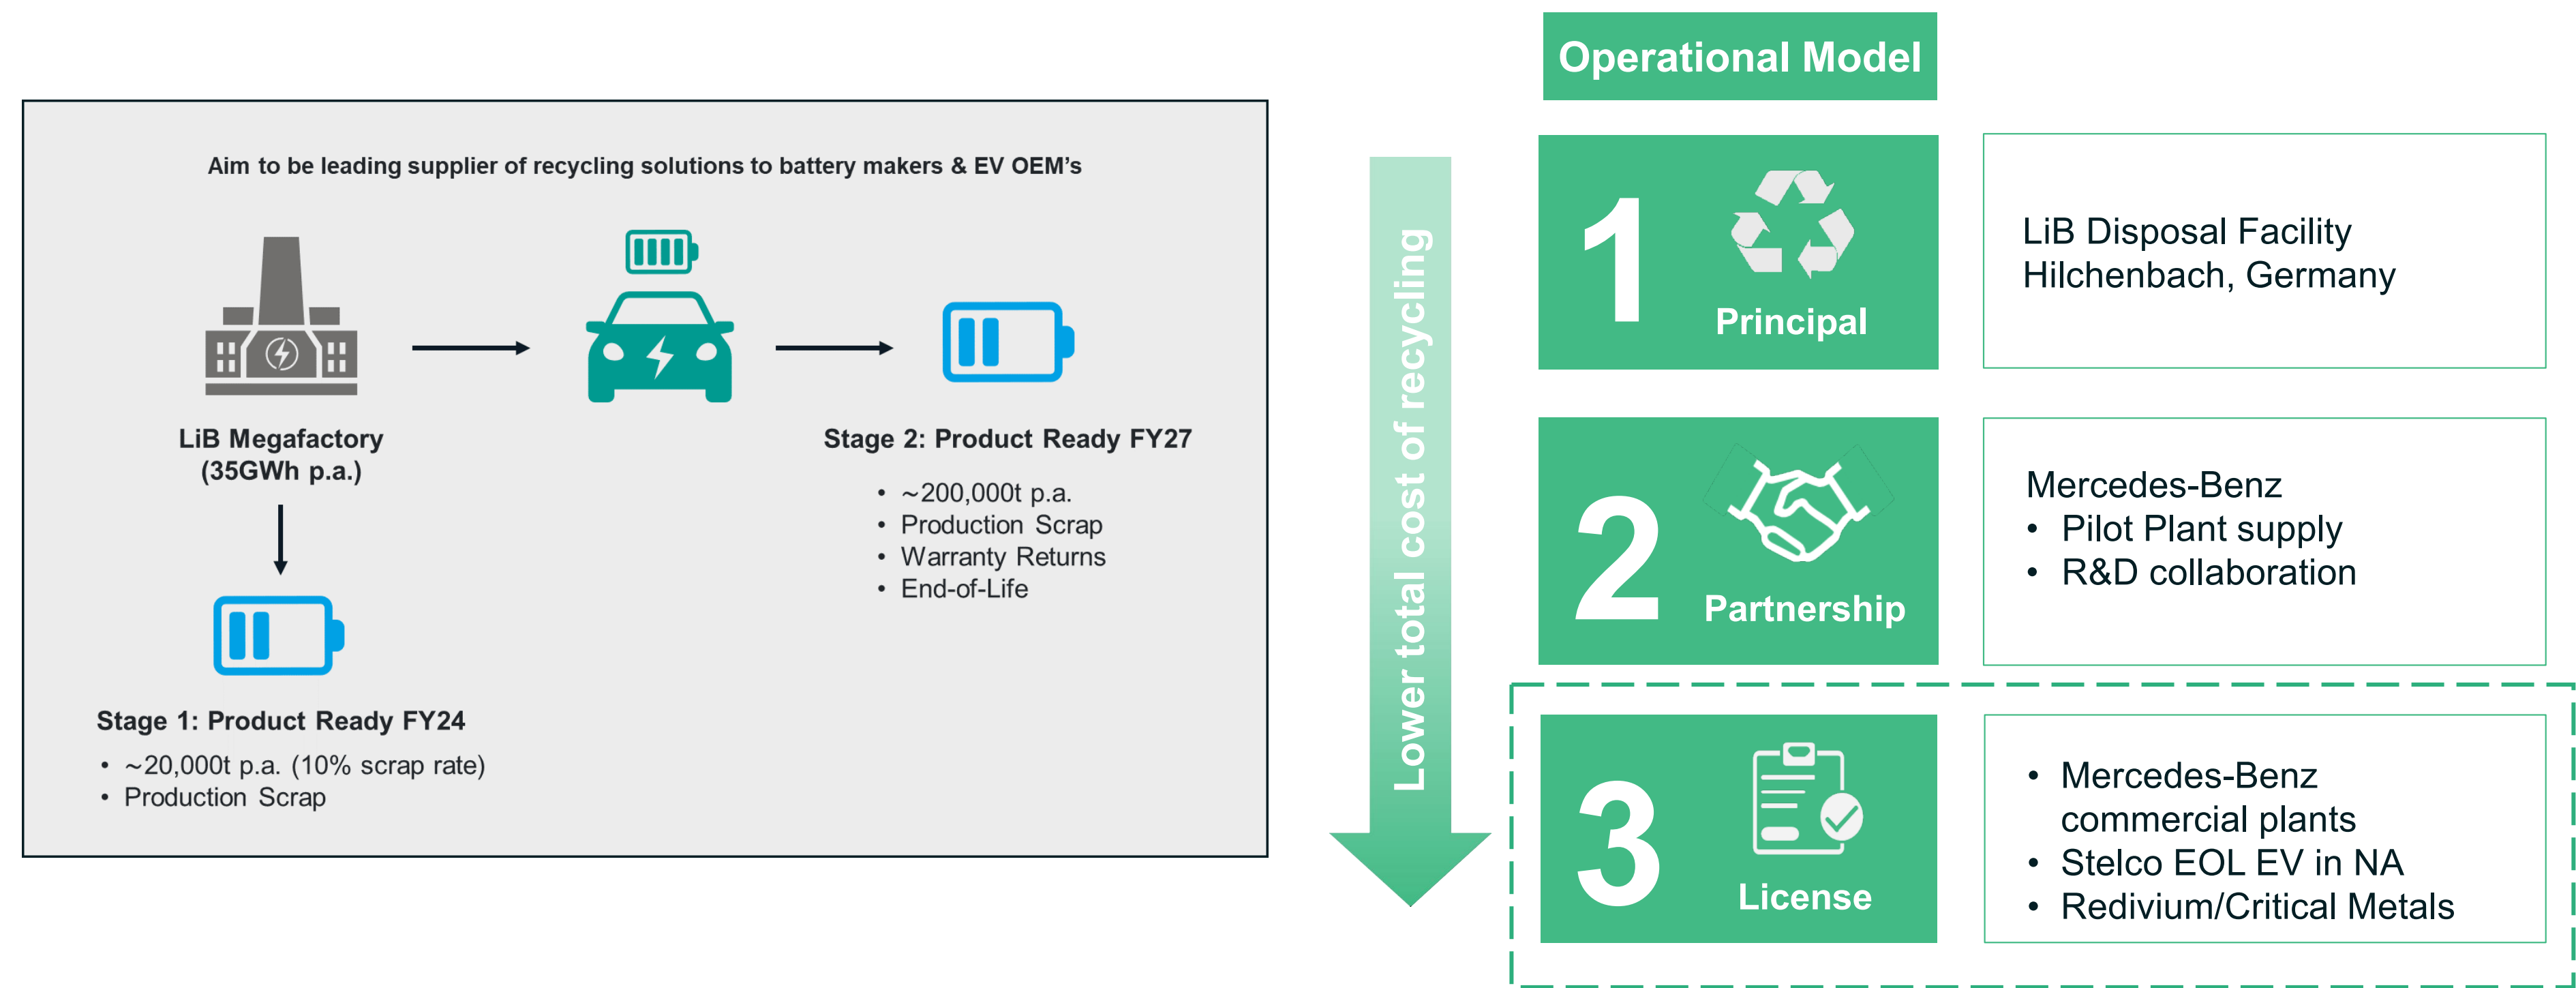 Aim to be leading supplier of recycling solutions to battery makers & EV OEM's
LiB Megafactory
(35GWh p.a.)
Stage 2: Product Ready FY27
• ~200,000t p.a.
• Production Scrap
• Warranty Returns
• End-of-Life
Stage 1: Product Ready FY24
• ~20,000t p.a. (10% scrap rate)
• Production Scrap
Lower total cost of recycling
Operational Model
1
Principal
LiB Disposal Facility
Hilchenbach, Germany
2
Partnership
Mercedes-Benz
• Pilot Plant supply
• R&D collaboration
3
License
• Mercedes-Benz
commercial plants
• Stelco EOL EV in NA
• Redivium/Critical Metals